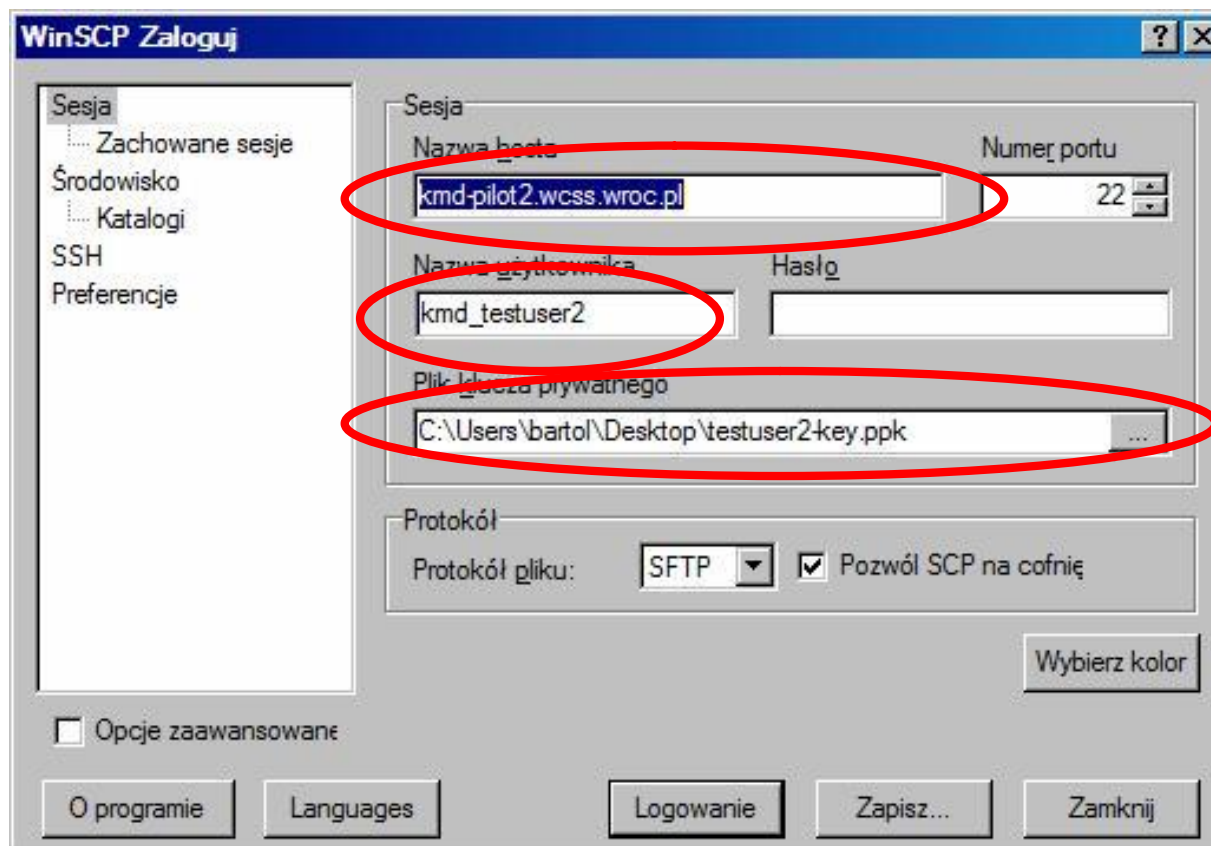 WinSCP Zaloguj
Sesja
Zachowane sesje
Środowisko
Katalogi
SSH
Preferencje
Sesja
Nazwa hosta
Numer portu
kmd-pilot2.wcss.wroc.pl
22
Nazwa użytkownika
Hasło
kmd_testuser2
Plik klucza prywatnego
C:\Users\bartol\Desktop\testuser2-key.ppk
...
Protokół
Protokół pliku:
SFTP
Pozwól SCP na cofnię
Wybierz kolor
Opcje zaawansowane
O programie
Languages
Logowanie
Zapisz...
Zamknij